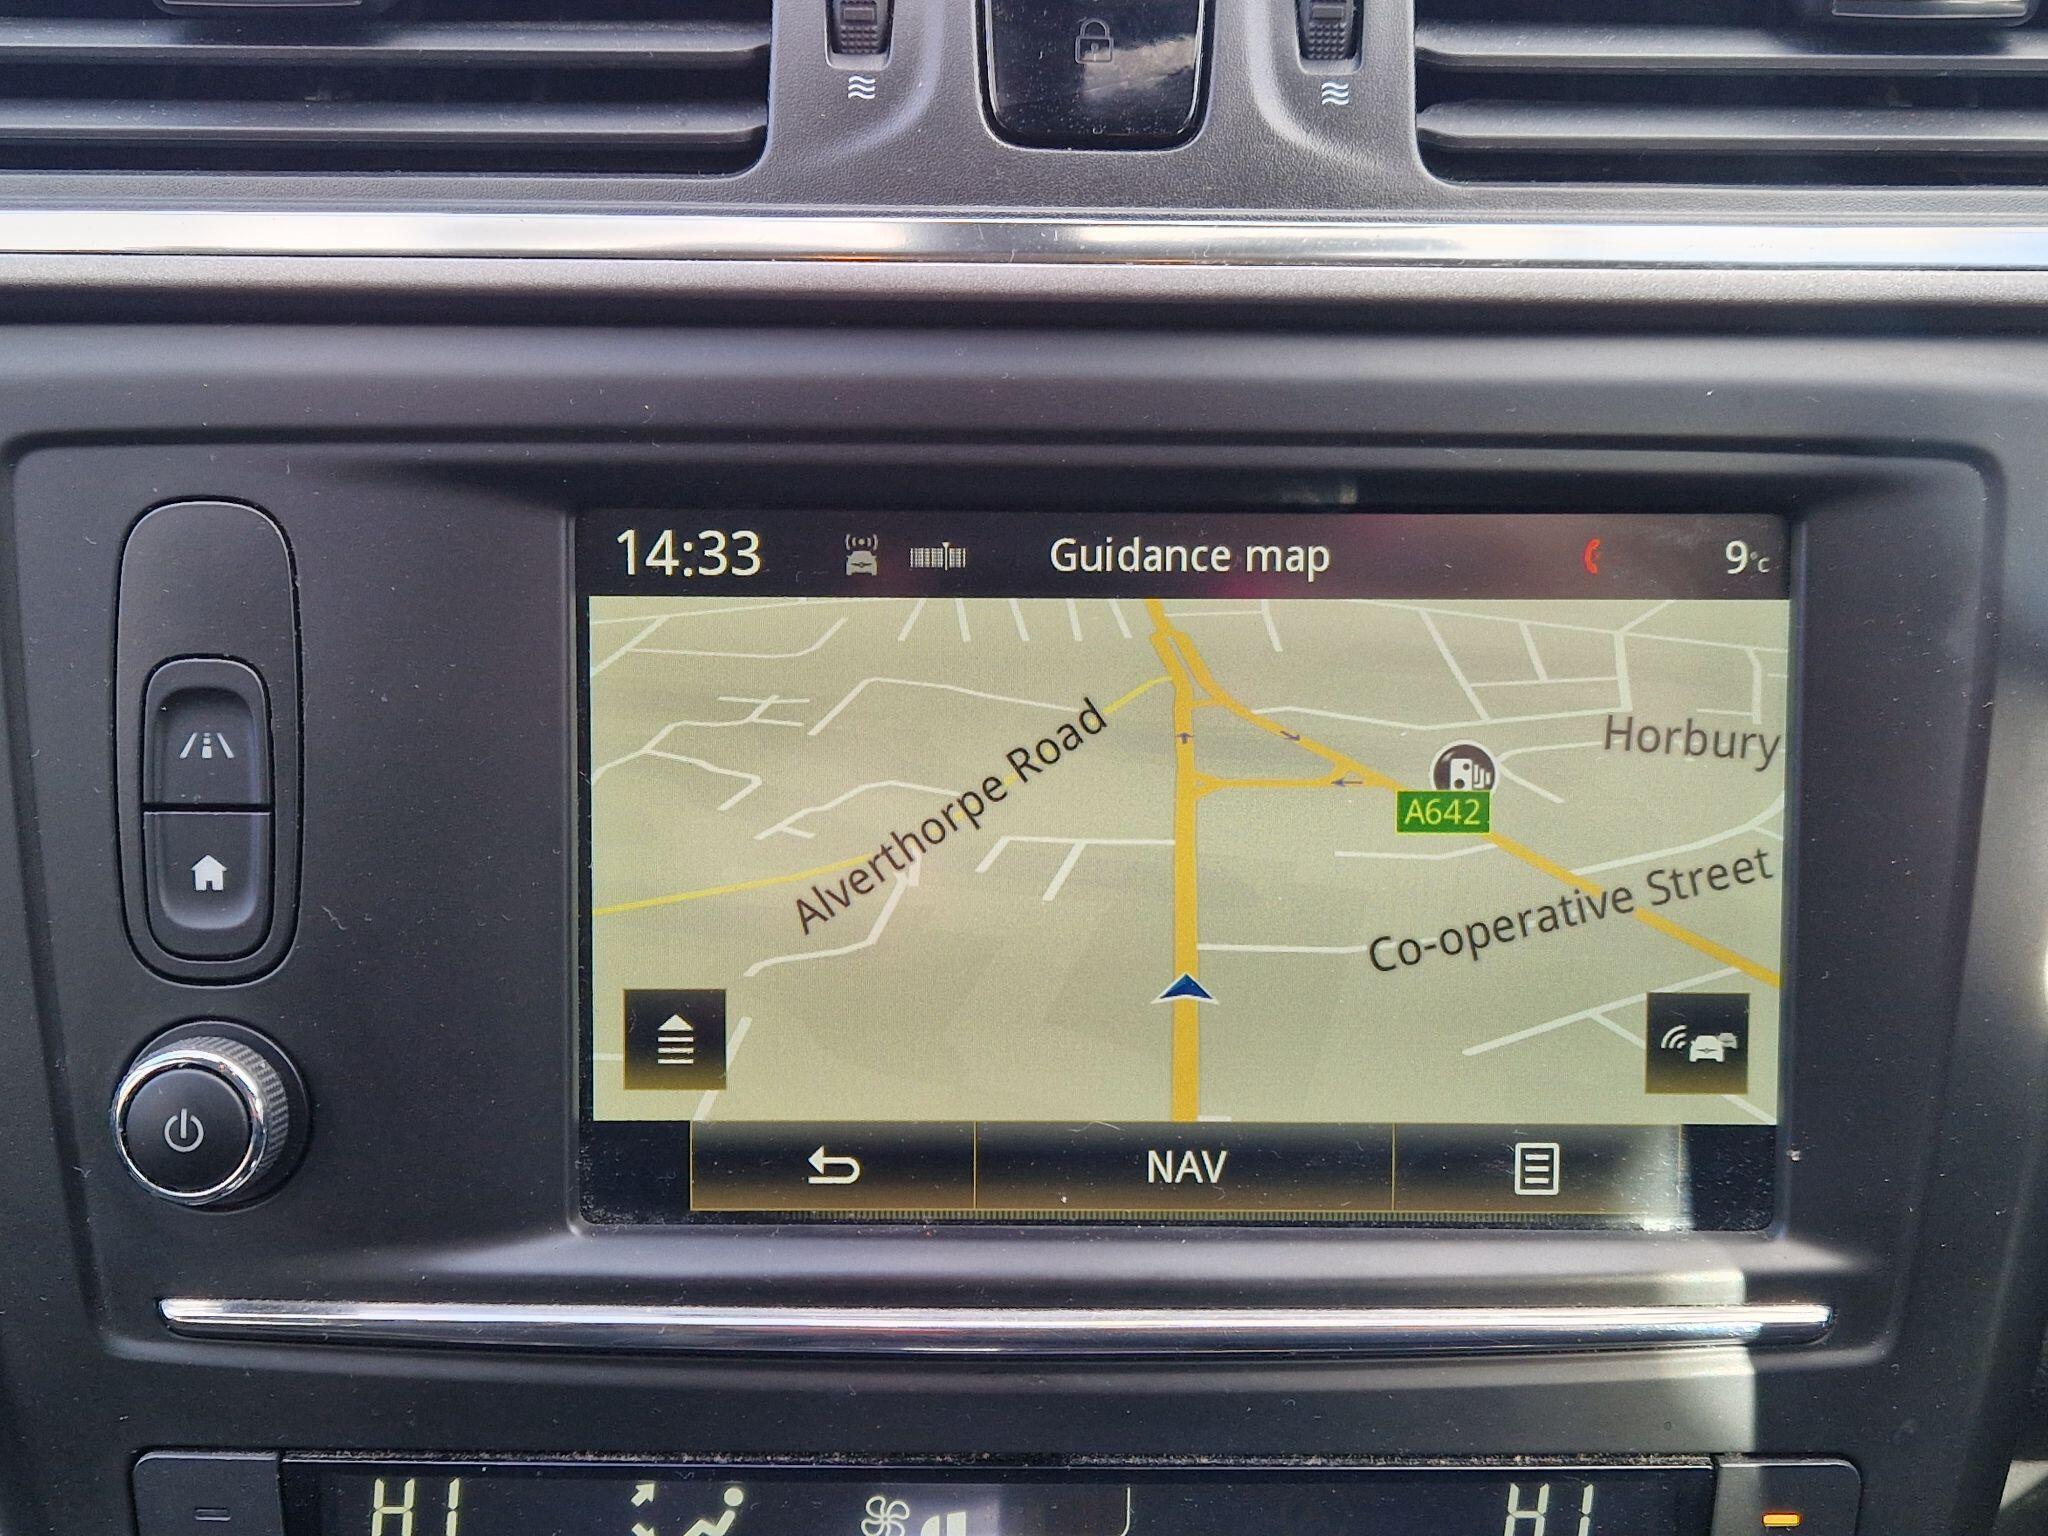 14:33
Guidance map
9°C
Horbury
Alverthorpe Road
A642
Co-operative Street
NAV
HI
HI